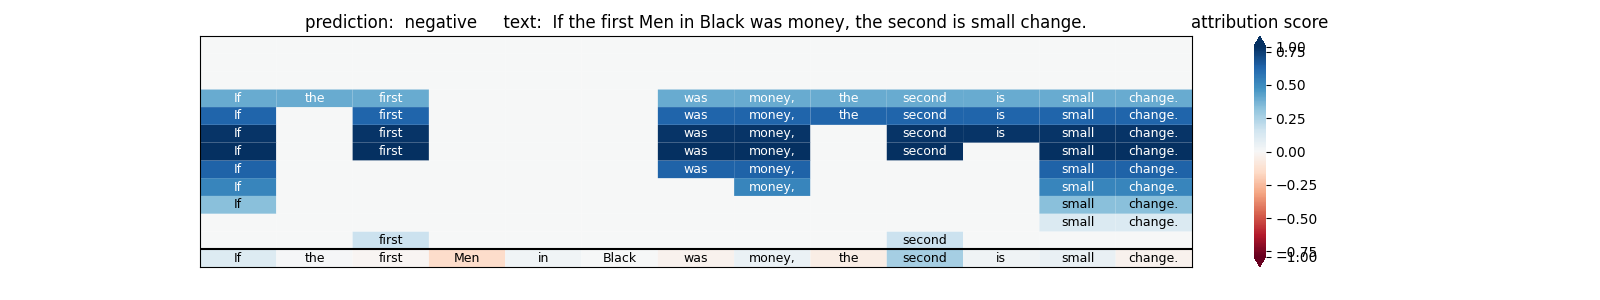 prediction: negative text: If the first Men in Black was money, the second is small change. attribution score
If the first was money, the second is small change.
If first was money, the second is small change.
If first was money, second is small change.
If first was money, second small change.
If was money, small change.
If money, small change.
If small change.
small change.
first second
If the first Men in Black was money, the second is small change.
1.00
0.75
0.50
0.25
0.00
−0.25
−0.50
−0.75
−1.00